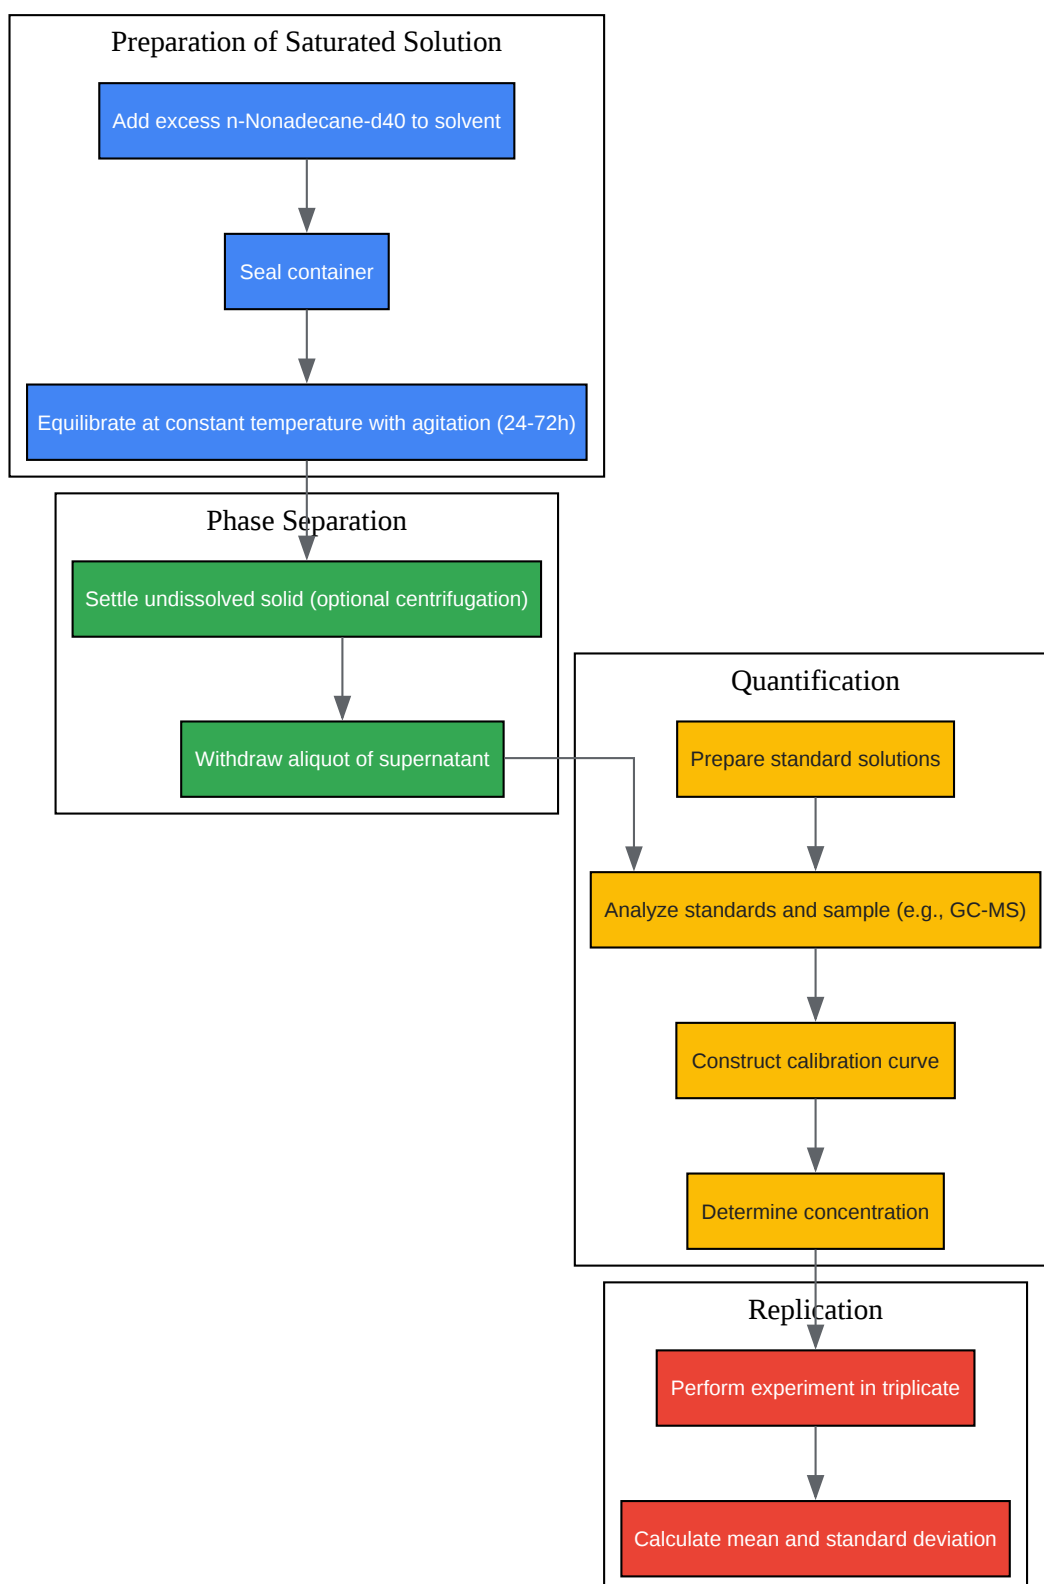 Preparation of Saturated Solution
Add excess n-Nonadecane-d40 to solvent
Seal container
Equilibrate at constant temperature with agitation (24-72h)
Phase Separation
Settle undissolved solid (optional centrifugation)
Withdraw aliquot of supernatant
Quantification
Prepare standard solutions
Analyze standards and sample (e.g., GC-MS)
Construct calibration curve
Determine concentration
Replication
Perform experiment in triplicate
Calculate mean and standard deviation